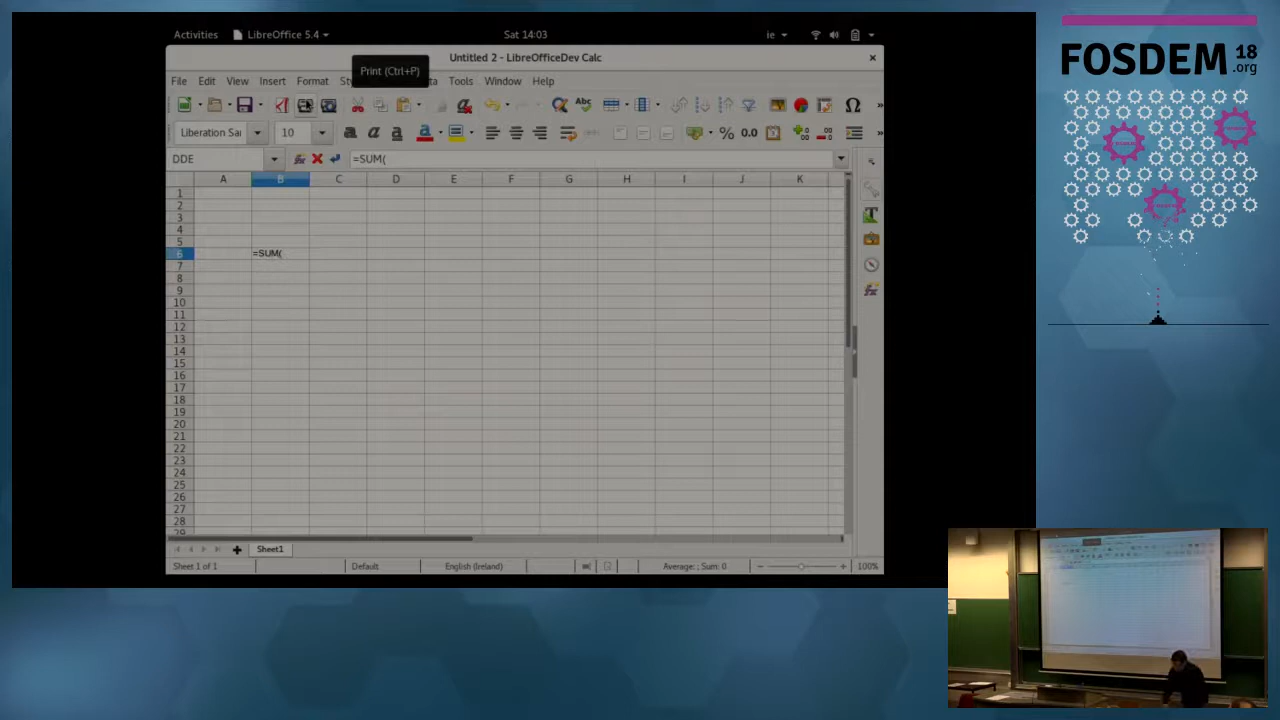 Activities LibreOffice 5.4 Sat 14:03 ie
Untitled 2 - LibreOfficeDev Calc
File Edit View Insert Format Tools Window Help
Print (Ctrl+P)
Liberation Sa 10 % 0.0
DDE =SUM(
A B C D E F G H I J K
1
2
3
4
5
6 =SUM(
7
8
9
10
11
12
13
14
15
16
17
18
19
20
21
22
23
24
25
26
27
28
29
Sheet1
Sheet 1 of 1 Default English (Ireland) Average: ; Sum: 0 100%
FOSDEM 18
.org